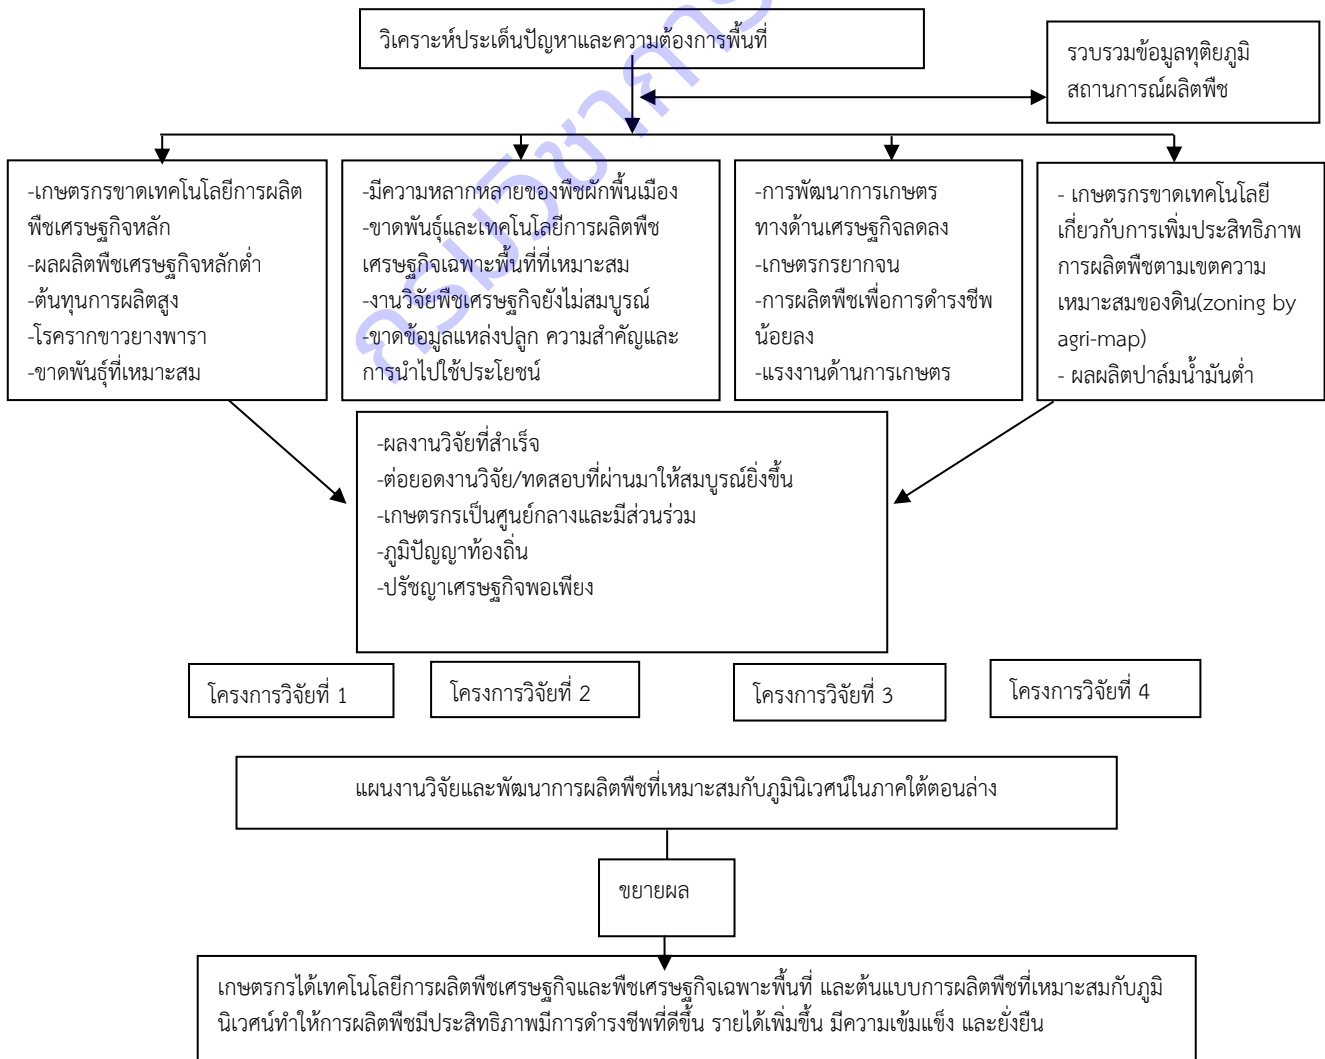 วิเคราะห์ประเด็นปัญหาและความต้องการพื้นที่
รวบรวมข้อมูลทุติยภูมิ
สถานการณ์ผลิตพืช
-เกษตรกรขาดเทคโนโลยีการผลิต
พืชเศรษฐกิจหลัก
-ผลผลิตพืชเศรษฐกิจหลักต่ำ
-ต้นทุนการผลิตสูง
-โรครากขาวยางพารา
-ขาดพันธุ์ที่เหมาะสม
-มีความหลากหลายของพืชผักพื้นเมือง
-ขาดพันธุ์และเทคโนโลยีการผลิตพืช
เศรษฐกิจเฉพาะพื้นที่ที่เหมาะสม
-งานวิจัยพืชเศรษฐกิจยังไม่สมบูรณ์
-ขาดข้อมูลแหล่งปลูก ความสำคัญและ
การนำไปใช้ประโยชน์
-การพัฒนาการเกษตร
ทางด้านเศรษฐกิจลดลง
-เกษตรกรยากจน
-การผลิตพืชเพื่อการดำรงชีพ
น้อยลง
-แรงงานด้านการเกษตร
- เกษตรกรขาดเทคโนโลยี
เกี่ยวกับการเพิ่มประสิทธิภาพ
การผลิตพืชตามเขตความ
เหมาะสมของดิน(zoning by
agri-map)
- ผลผลิตปาล์มน้ำมันต่ำ
-ผลงานวิจัยที่สำเร็จ
-ต่อยอดงานวิจัย/ทดสอบที่ผ่านมาให้สมบูรณ์ยิ่งขึ้น
-เกษตรกรเป็นศูนย์กลางและมีส่วนร่วม
-ภูมิปัญญาท้องถิ่น
-ปรัชญาเศรษฐกิจพอเพียง
โครงการวิจัยที่ 1
โครงการวิจัยที่ 2
โครงการวิจัยที่ 3
โครงการวิจัยที่ 4
แผนงานวิจัยและพัฒนาการผลิตพืชที่เหมาะสมกับภูมินิเวศน์ในภาคใต้ตอนล่าง
ขยายผล
เกษตรกรได้เทคโนโลยีการผลิตพืชเศรษฐกิจและพืชเศรษฐกิจเฉพาะพื้นที่ และต้นแบบการผลิตพืชที่เหมาะสมกับภูมิ
นิเวศน์ทำให้การผลิตพืชมีประสิทธิภาพมีการดำรงชีพที่ดีขึ้น รายได้เพิ่มขึ้น มีความเข้มแข็ง และยั่งยืน